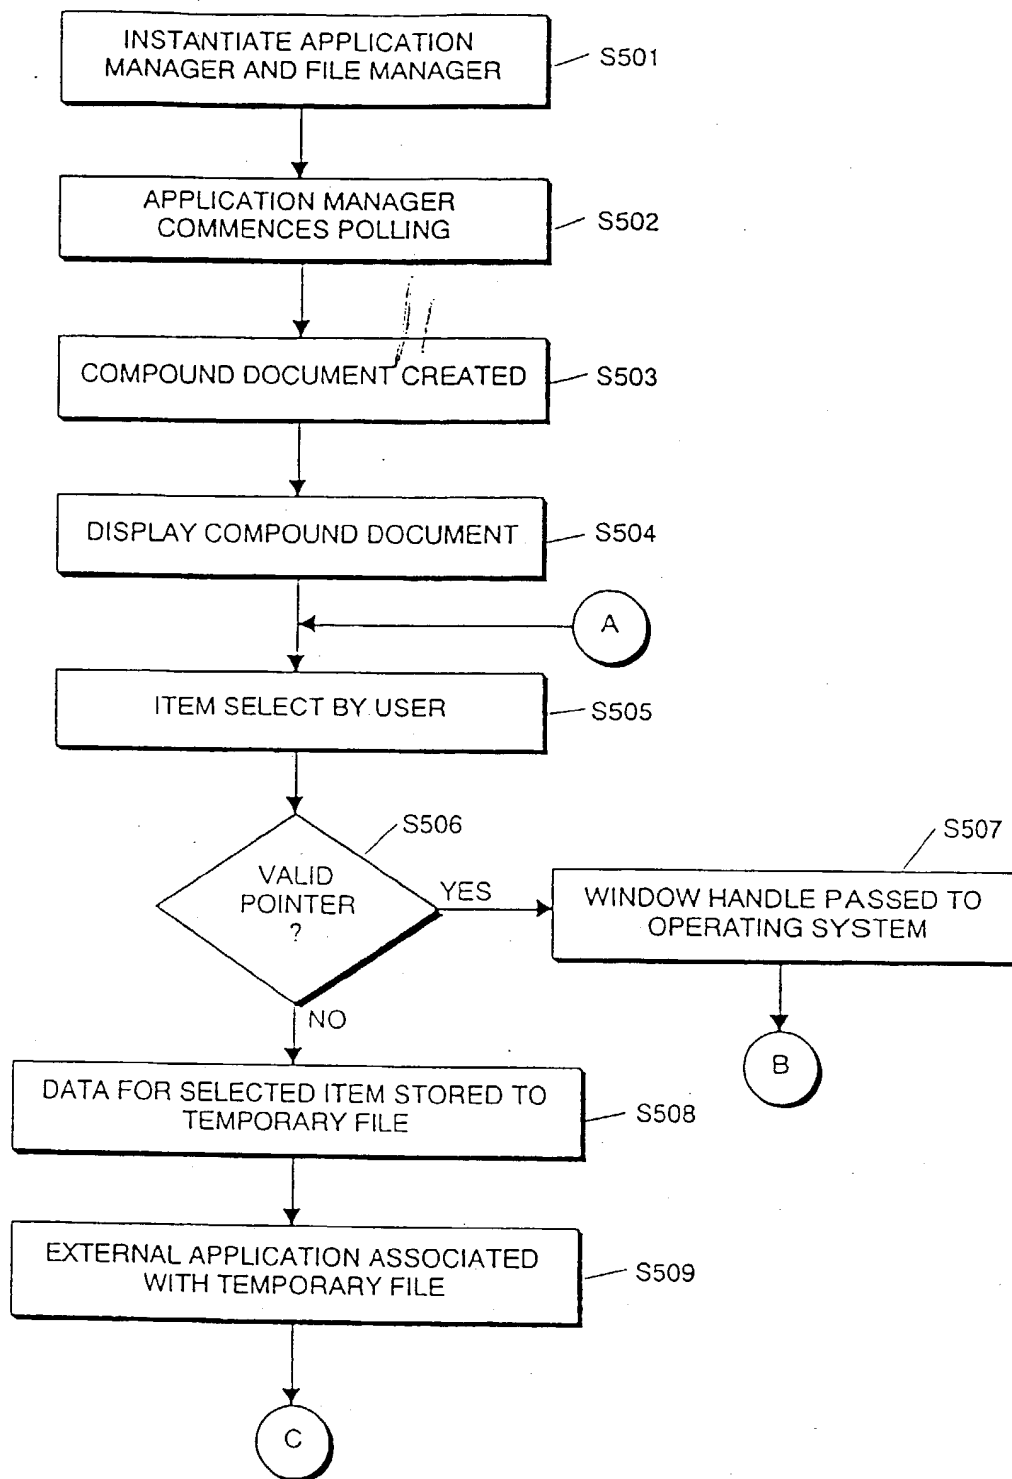 INSTANTIATE APPLICATION
MANAGER AND FILE MANAGER
S501
APPLICATION MANAGER
COMMENCES POLLING
S502
COMPOUND DOCUMENT CREATED
S503
DISPLAY COMPOUND DOCUMENT
S504
A
ITEM SELECT BY USER
S505
S506
VALID
POINTER
?
YES
S507
WINDOW HANDLE PASSED TO
OPERATING SYSTEM
NO
B
DATA FOR SELECTED ITEM STORED TO
TEMPORARY FILE
S508
EXTERNAL APPLICATION ASSOCIATED
WITH TEMPORARY FILE
S509
C